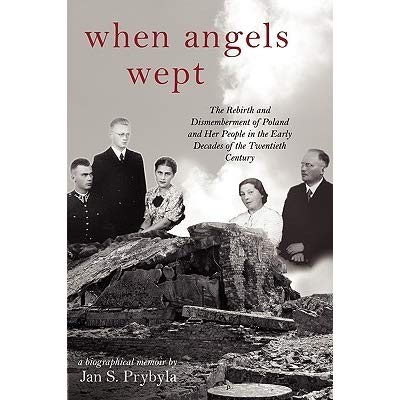 when angels
wept
The Rebirth and
Dismemberment of Poland
and Her People in the Early
Decades of the Twentieth
Century
a biographical memoir by
Jan S. Prybyla